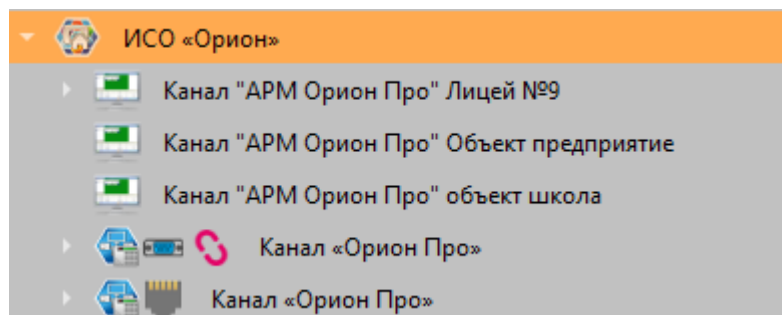 ИСО «Орион»
Канал "АРМ Орион Про" Лицей №9
Канал "АРМ Орион Про" Объект предприятие
Канал "АРМ Орион Про" объект школа
Канал «Орион Про»
Канал «Орион Про»